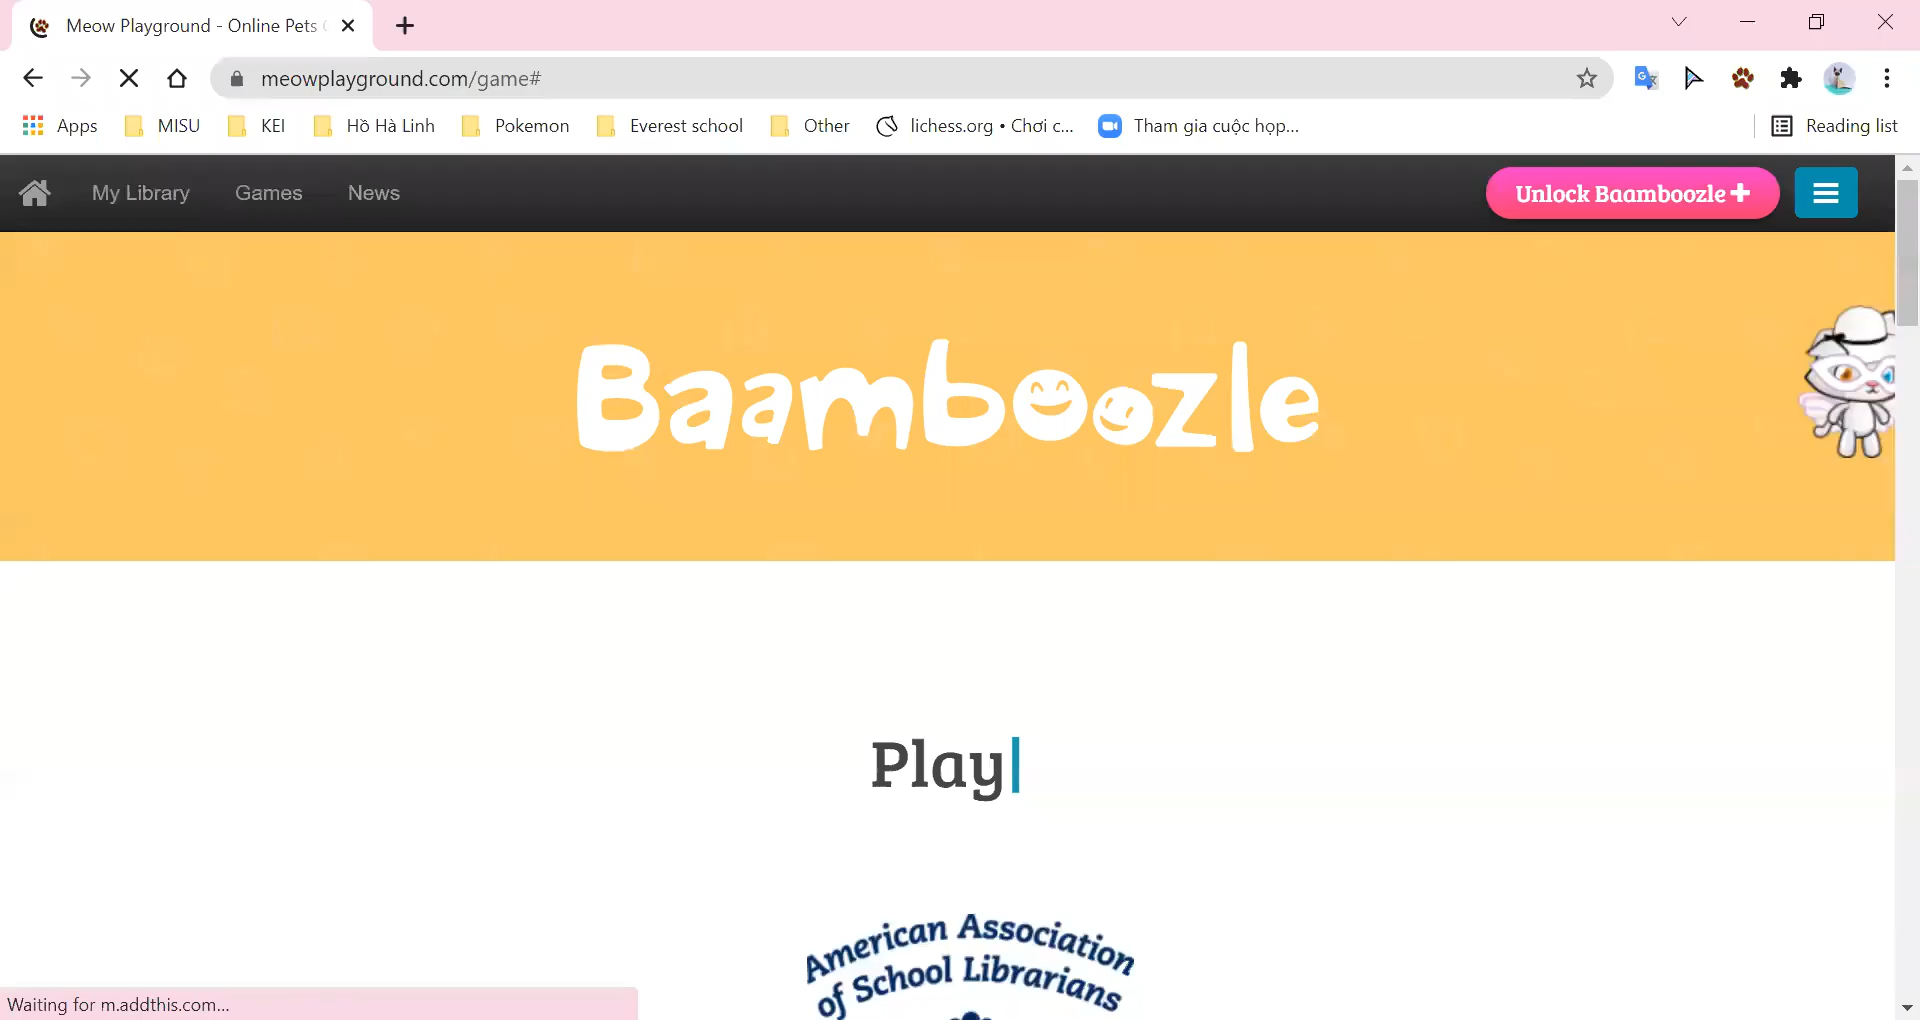 Meow Playground - Online Pets
meowplayground.com/game#
Apps MISU KEI Hồ Hà Linh Pokemon Everest school Other lichess.org • Chơi c... Tham gia cuộc họp... Reading list
My Library Games News Unlock Baamboozle+
Baamboozle
Play
American Association
of School Librarians
Waiting for m.addthis.com...